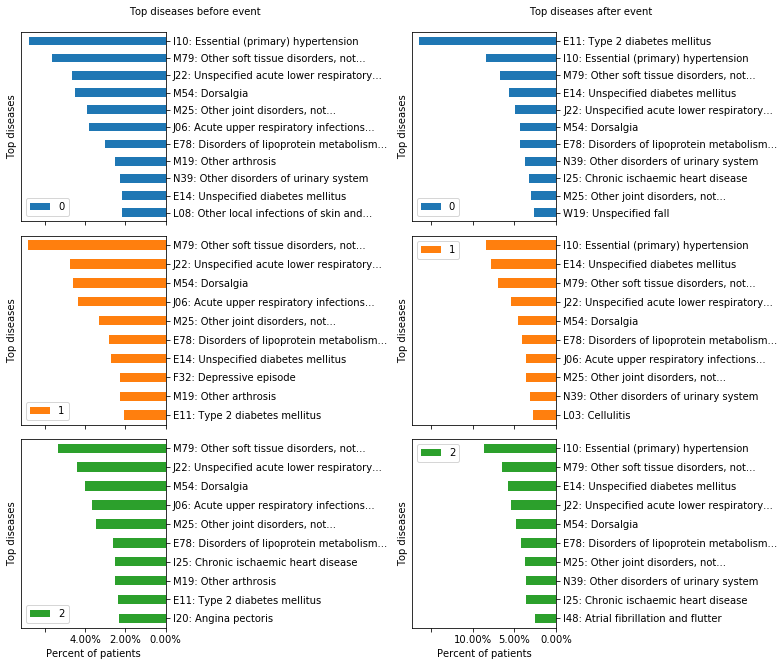 Top diseases before event
Top diseases
I10: Essential (primary) hypertension
M79: Other soft tissue disorders, not...
J22: Unspecified acute lower respiratory...
M54: Dorsalgia
M25: Other joint disorders, not...
J06: Acute upper respiratory infections...
E78: Disorders of lipoprotein metabolism...
M19: Other arthrosis
N39: Other disorders of urinary system
E14: Unspecified diabetes mellitus
L08: Other local infections of skin and...
0
Top diseases
M79: Other soft tissue disorders, not...
J22: Unspecified acute lower respiratory...
M54: Dorsalgia
J06: Acute upper respiratory infections...
M25: Other joint disorders, not...
E78: Disorders of lipoprotein metabolism...
E14: Unspecified diabetes mellitus
F32: Depressive episode
M19: Other arthrosis
E11: Type 2 diabetes mellitus
1
Top diseases
M79: Other soft tissue disorders, not...
J22: Unspecified acute lower respiratory...
M54: Dorsalgia
J06: Acute upper respiratory infections...
M25: Other joint disorders, not...
E78: Disorders of lipoprotein metabolism...
I25: Chronic ischaemic heart disease
M19: Other arthrosis
E11: Type 2 diabetes mellitus
I20: Angina pectoris
2
4.00% 2.00% 0.00%
Percent of patients
Top diseases after event
Top diseases
E11: Type 2 diabetes mellitus
I10: Essential (primary) hypertension
M79: Other soft tissue disorders, not...
E14: Unspecified diabetes mellitus
J22: Unspecified acute lower respiratory...
M54: Dorsalgia
E78: Disorders of lipoprotein metabolism...
N39: Other disorders of urinary system
I25: Chronic ischaemic heart disease
M25: Other joint disorders, not...
W19: Unspecified fall
0
Top diseases
1
I10: Essential (primary) hypertension
E14: Unspecified diabetes mellitus
M79: Other soft tissue disorders, not...
J22: Unspecified acute lower respiratory...
M54: Dorsalgia
E78: Disorders of lipoprotein metabolism...
J06: Acute upper respiratory infections...
M25: Other joint disorders, not...
N39: Other disorders of urinary system
L03: Cellulitis
Top diseases
2
I10: Essential (primary) hypertension
M79: Other soft tissue disorders, not...
E14: Unspecified diabetes mellitus
J22: Unspecified acute lower respiratory...
M54: Dorsalgia
E78: Disorders of lipoprotein metabolism...
M25: Other joint disorders, not...
N39: Other disorders of urinary system
I25: Chronic ischaemic heart disease
I48: Atrial fibrillation and flutter
10.00% 5.00% 0.00%
Percent of patients